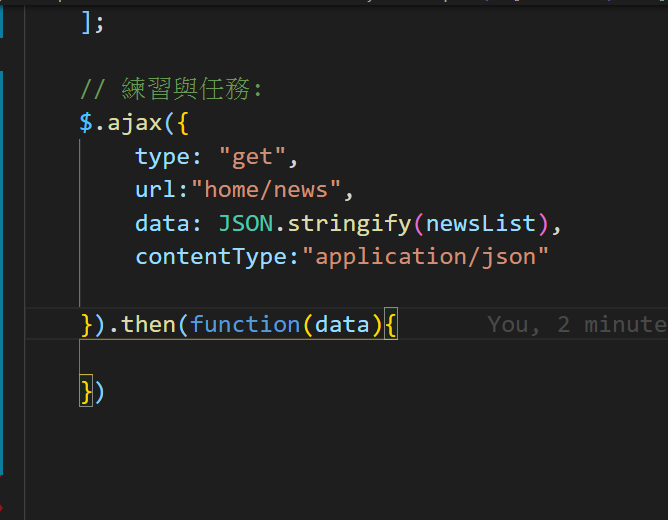 ];
// 練習與任務:
$.ajax({
type: "get",
url:"home/news",
data: JSON.stringify(newsList),
contentType:"application/json"
}).then(function(data){ You, 2 minute
})